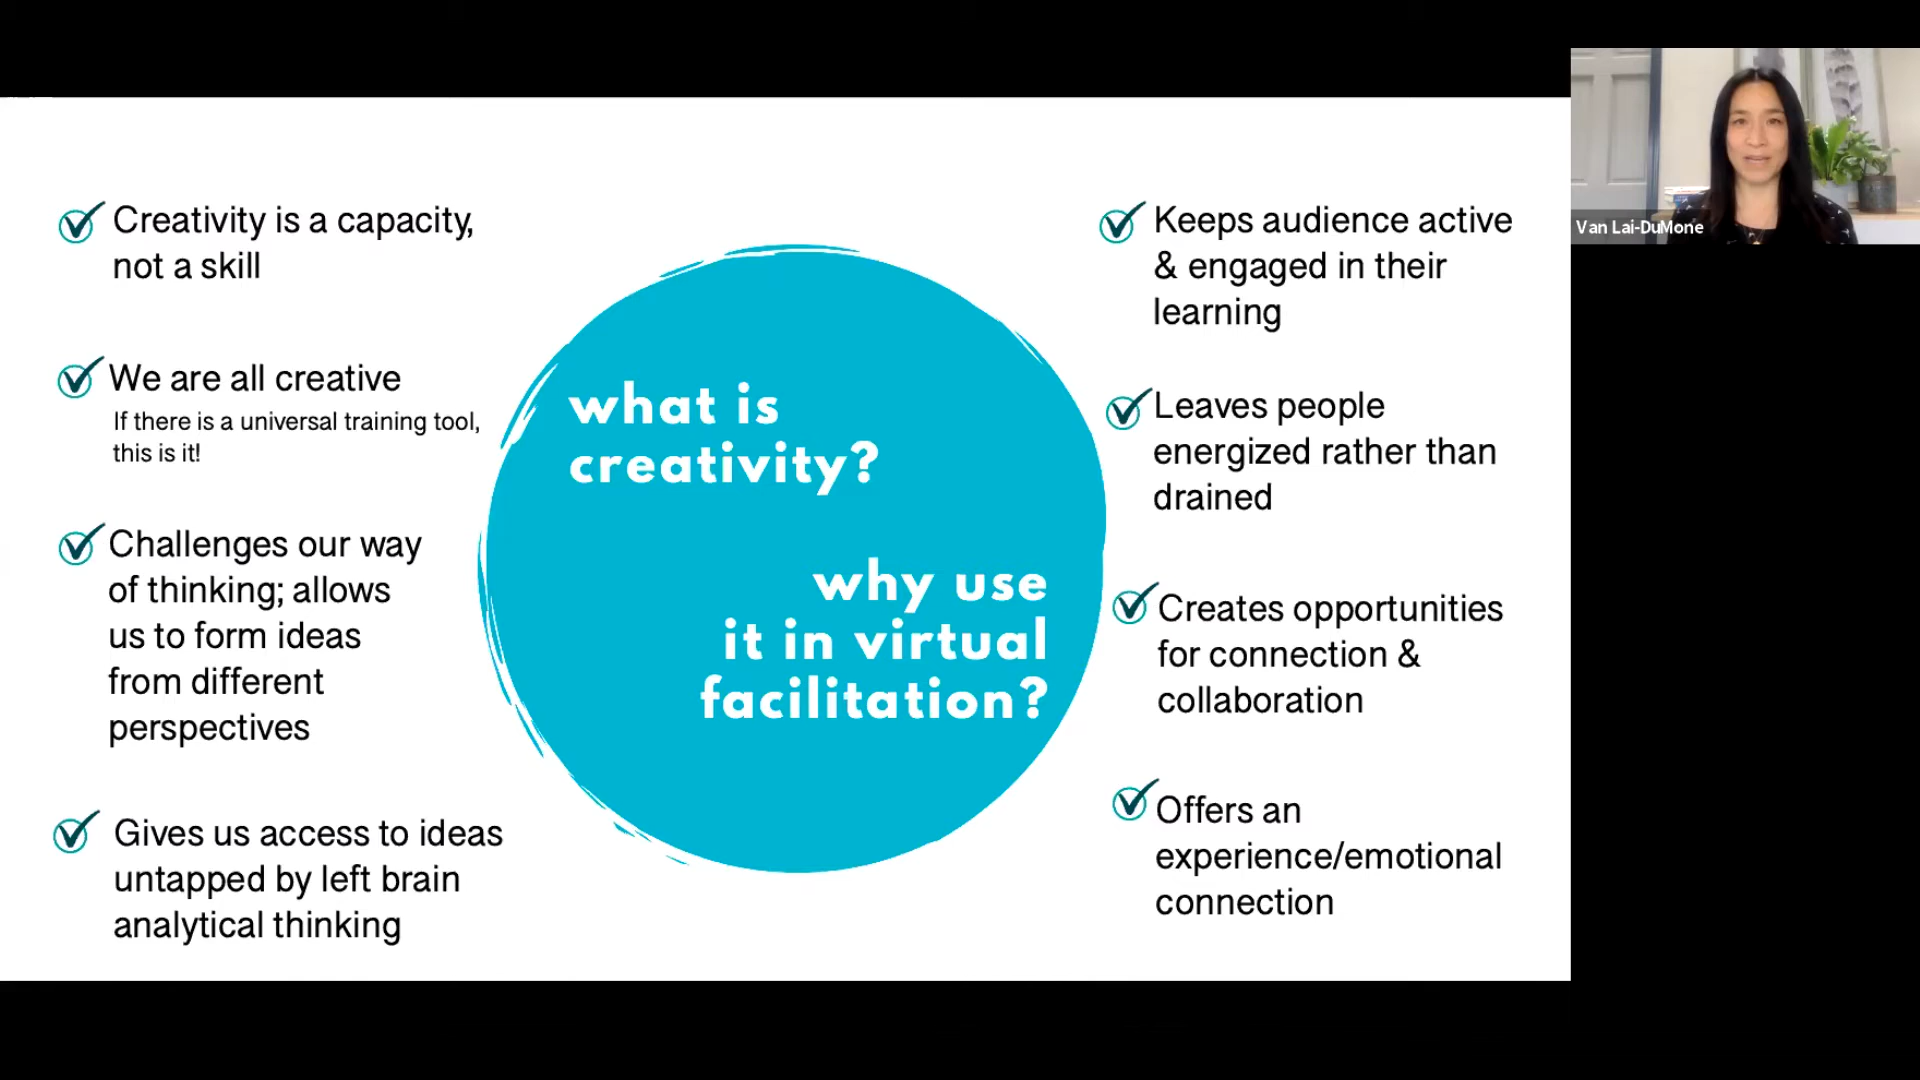 Creativity is a capacity,
not a skill
We are all creative
If there is a universal training tool,
this is it!
Challenges our way
of thinking; allows
us to form ideas
from different
perspectives
Gives us access to ideas
untapped by left brain
analytical thinking
what is
creativity?
why use
it in virtual
facilitation?
Keeps audience active
& engaged in their
learning
Leaves people
energized rather than
drained
Creates opportunities
for connection &
collaboration
Offers an
experience/emotional
connection
Van Lai-DuMone